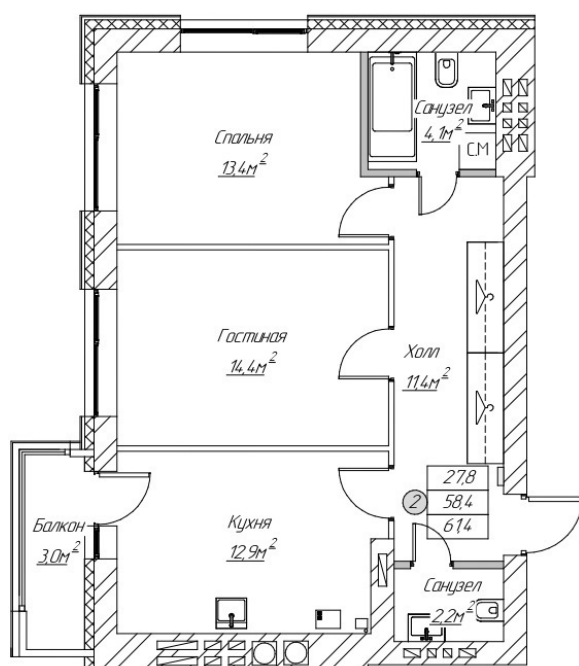 Санузел
4,1м²
С.М
Спальня
13,4м²
Гостиная
14,4м²
Холл
11,4м²
27,8
2
58,4
61,4
Балкон
3,0м²
Кухня
12,9м²
Санузел
2,2м²